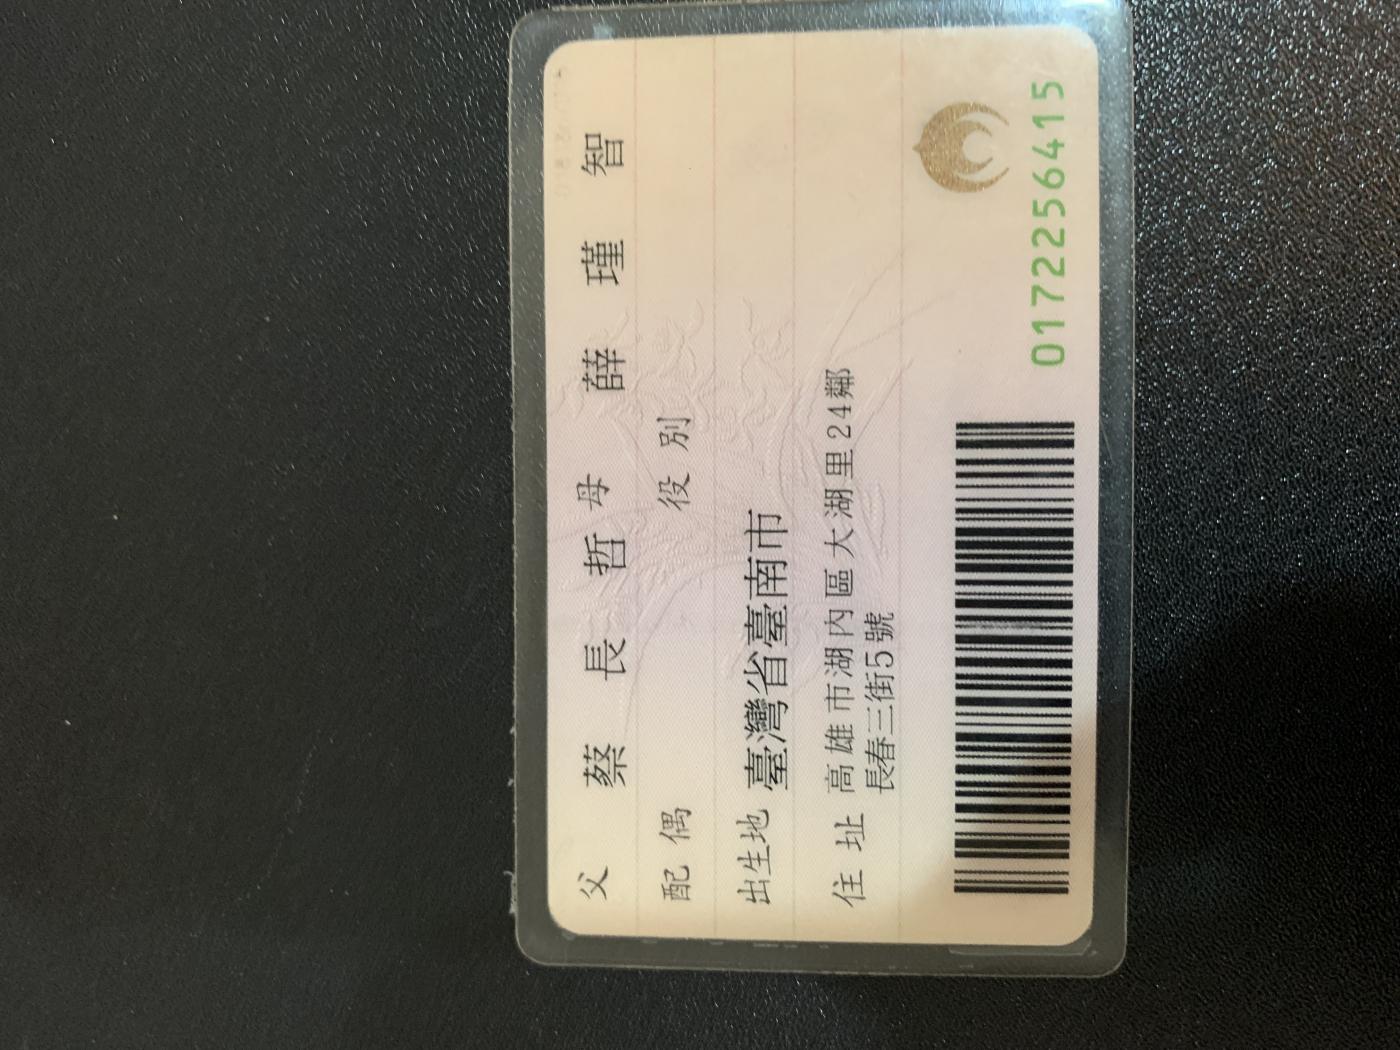 父 蔡長哲 母 薛瑾智
配偶 役別
出生地 臺灣省臺南市
住址 高雄市湖內區大湖里24鄰
長春三街5號
0172256415